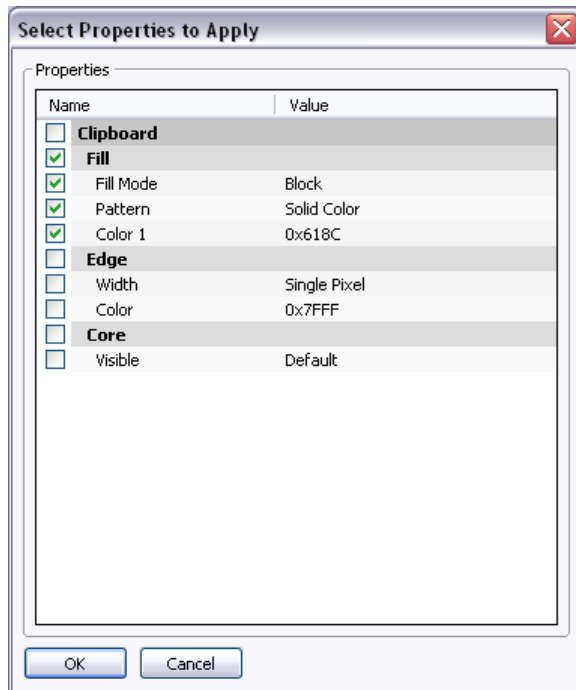 Select Properties to Apply
Properties
Name Value
Clipboard
Fill
Fill Mode Block
Pattern Solid Color
Color 1 0x618C
Edge
Width Single Pixel
Color 0x7FFF
Core
Visible Default
OK Cancel